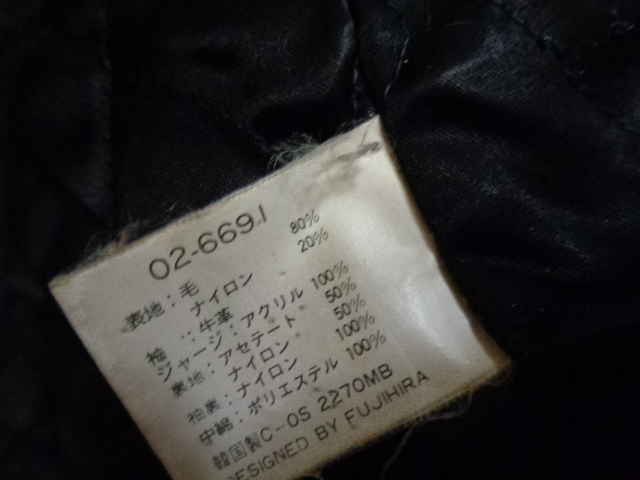 02-6691
表地：毛 80%
ナイロン 20%
袖：牛革
ジャージ：アクリル 100%
裏地：アセテート 50%
ナイロン 50%
袖裏：ナイロン 100%
中綿：ポリエステル 100%
韓国製C-OS 2270MB
DESIGNED BY FUJIHIRA